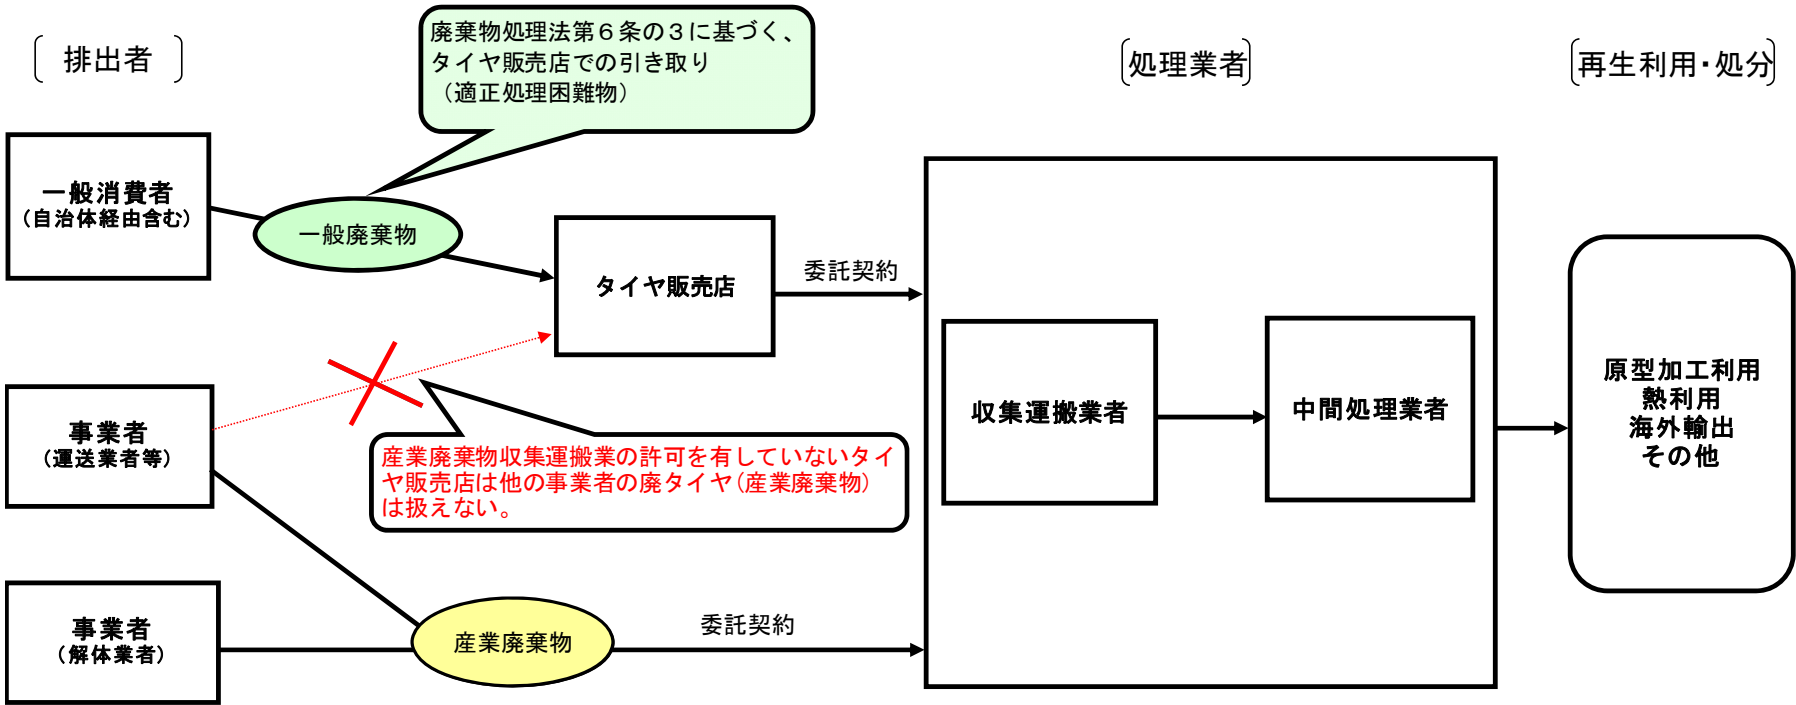 排出者
廃棄物処理法第６条の３に基づく、
タイヤ販売店での引き取り
（適正処理困難物）
処理業者
再生利用・処分
一般消費者
（自治体経由含む）
一般廃棄物
タイヤ販売店
委託契約
事業者
（運送業者等）
産業廃棄物収集運搬業の許可を有していないタイ
ヤ販売店は他の事業者の廃タイヤ（産業廃棄物）
は扱えない。
収集運搬業者
中間処理業者
原型加工利用
熱利用
海外輸出
その他
事業者
（解体業者）
産業廃棄物
委託契約